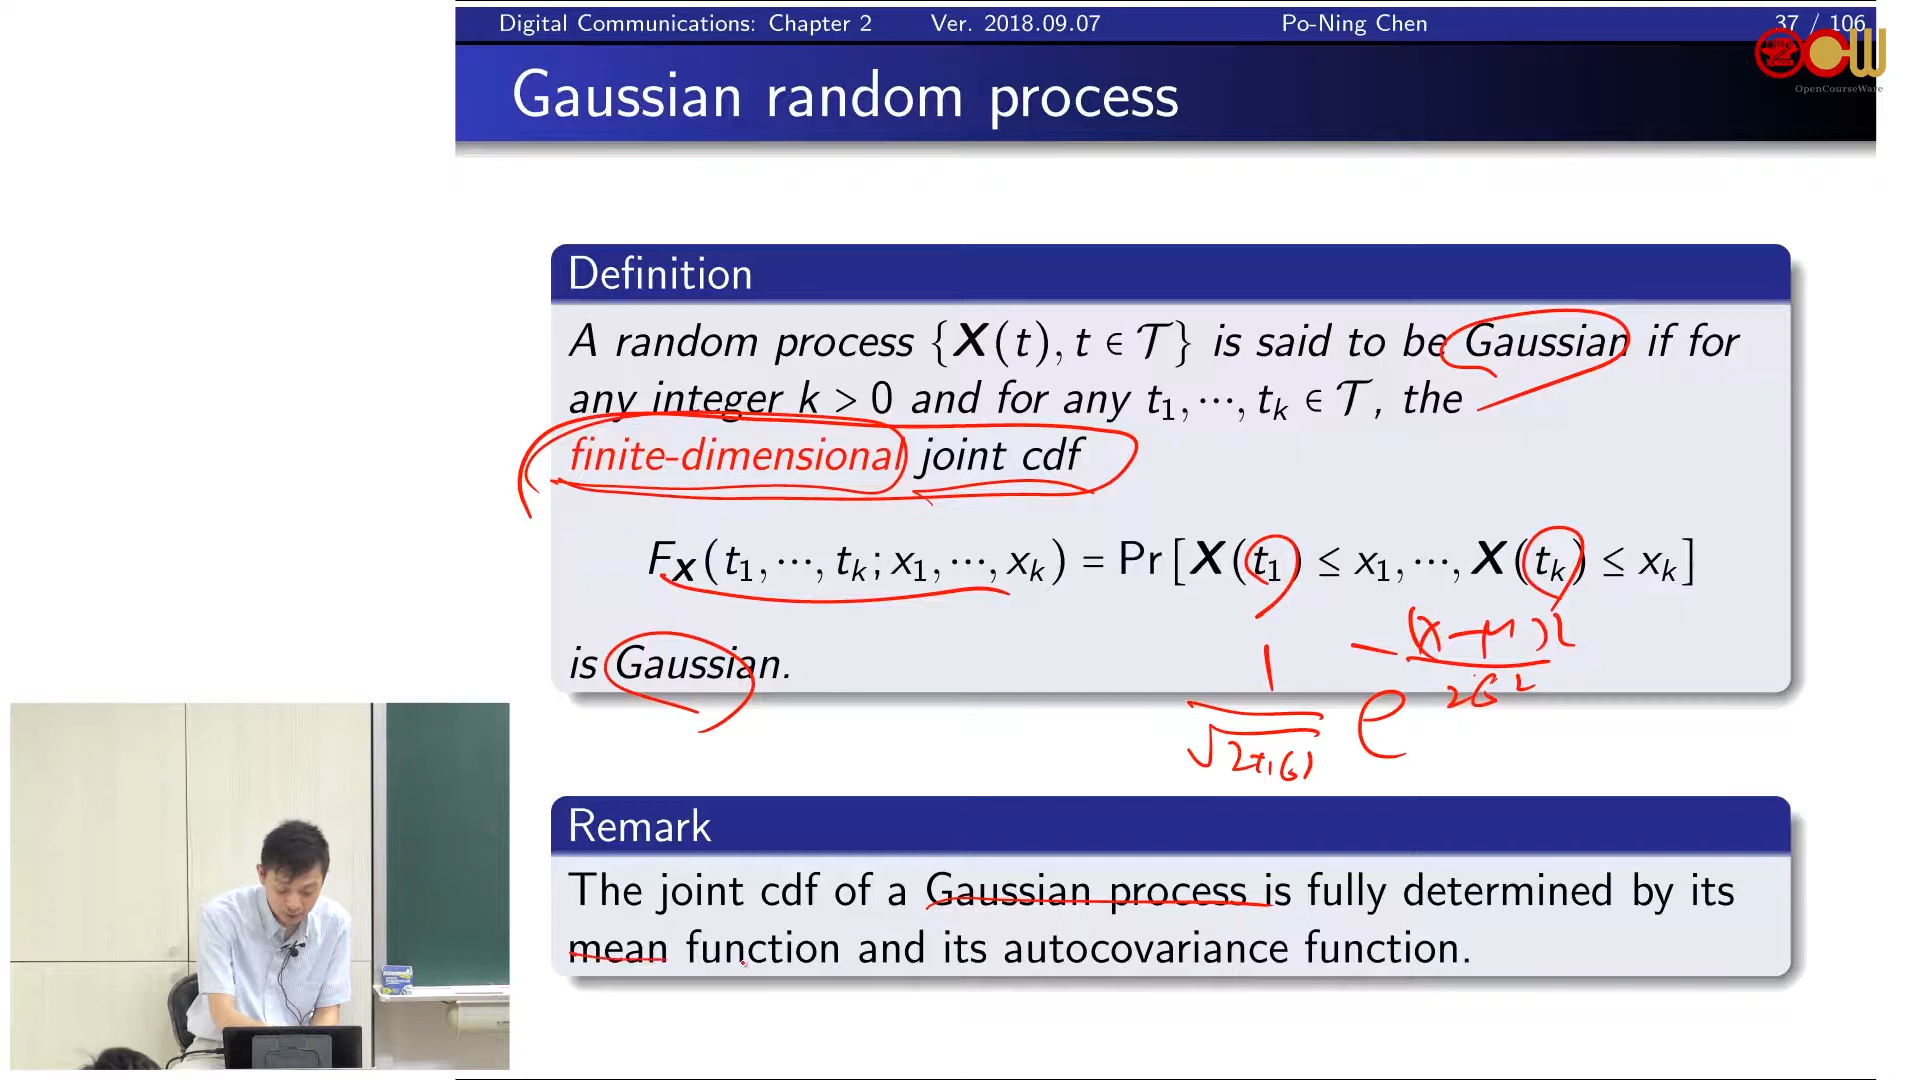 Digital Communications: Chapter 2 Ver. 2018.09.07 Po-Ning Chen 37 / 106
OpenCourseWare
Gaussian random process
Definition
A random process {X(t), t ∈ 𝒯} is said to be Gaussian if for
any integer k > 0 and for any t₁, ⋯, tₖ ∈ 𝒯, the
finite-dimensional joint cdf
F_X(t₁, ⋯, tₖ; x₁, ⋯, xₖ) = Pr[X(t₁) ≤ x₁, ⋯, X(tₖ) ≤ xₖ]
is Gaussian.
Remark
The joint cdf of a Gaussian process is fully determined by its
mean function and its autocovariance function.